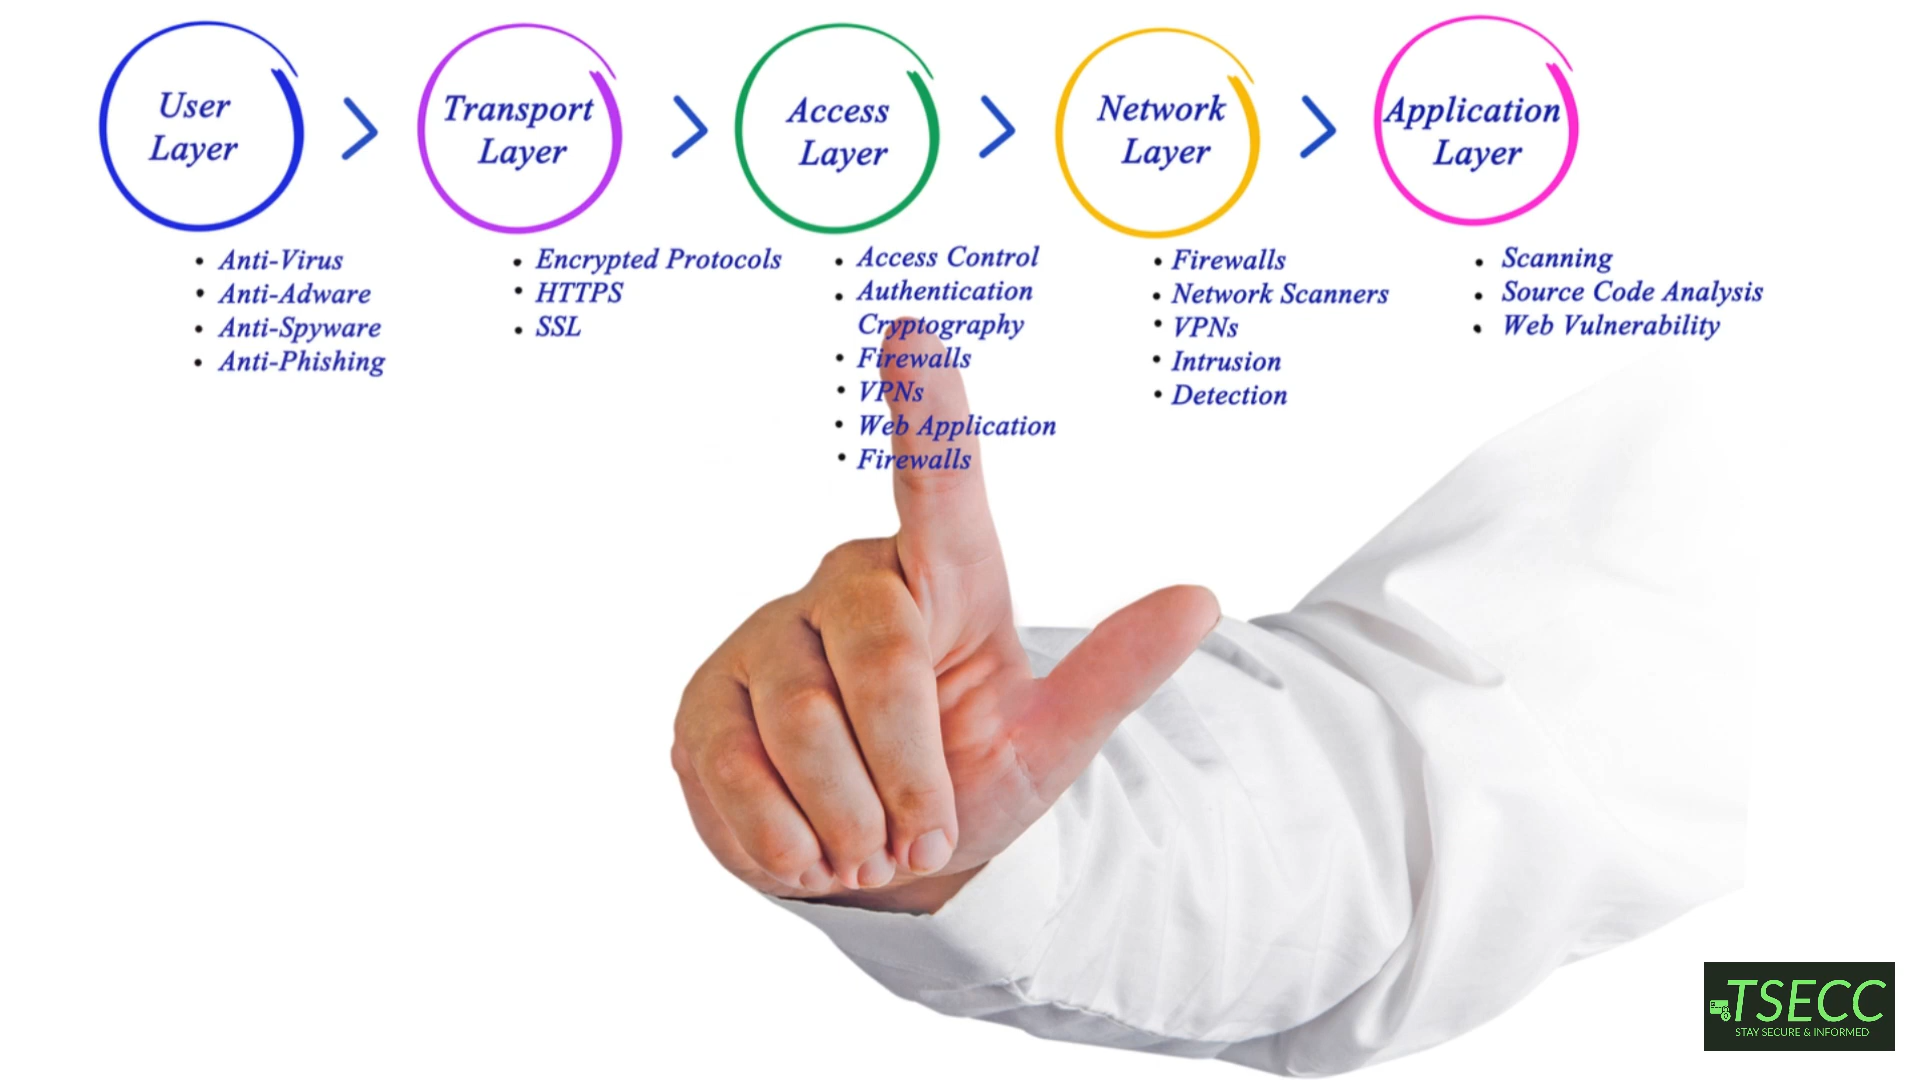 User
Layer
Transport
Layer
Access
Layer
Network
Layer
Application
Layer
• Anti-Virus
• Anti-Adware
• Anti-Spyware
• Anti-Phishing
• Encrypted Protocols
• HTTPS
• SSL
• Access Control
• Authentication
Cryptography
• Firewalls
• VPNs
• Web Application
• Firewalls
• Firewalls
• Network Scanners
• VPNs
• Intrusion
• Detection
• Scanning
• Source Code Analysis
• Web Vulnerability
TSECC
STAY SECURE & INFORMED